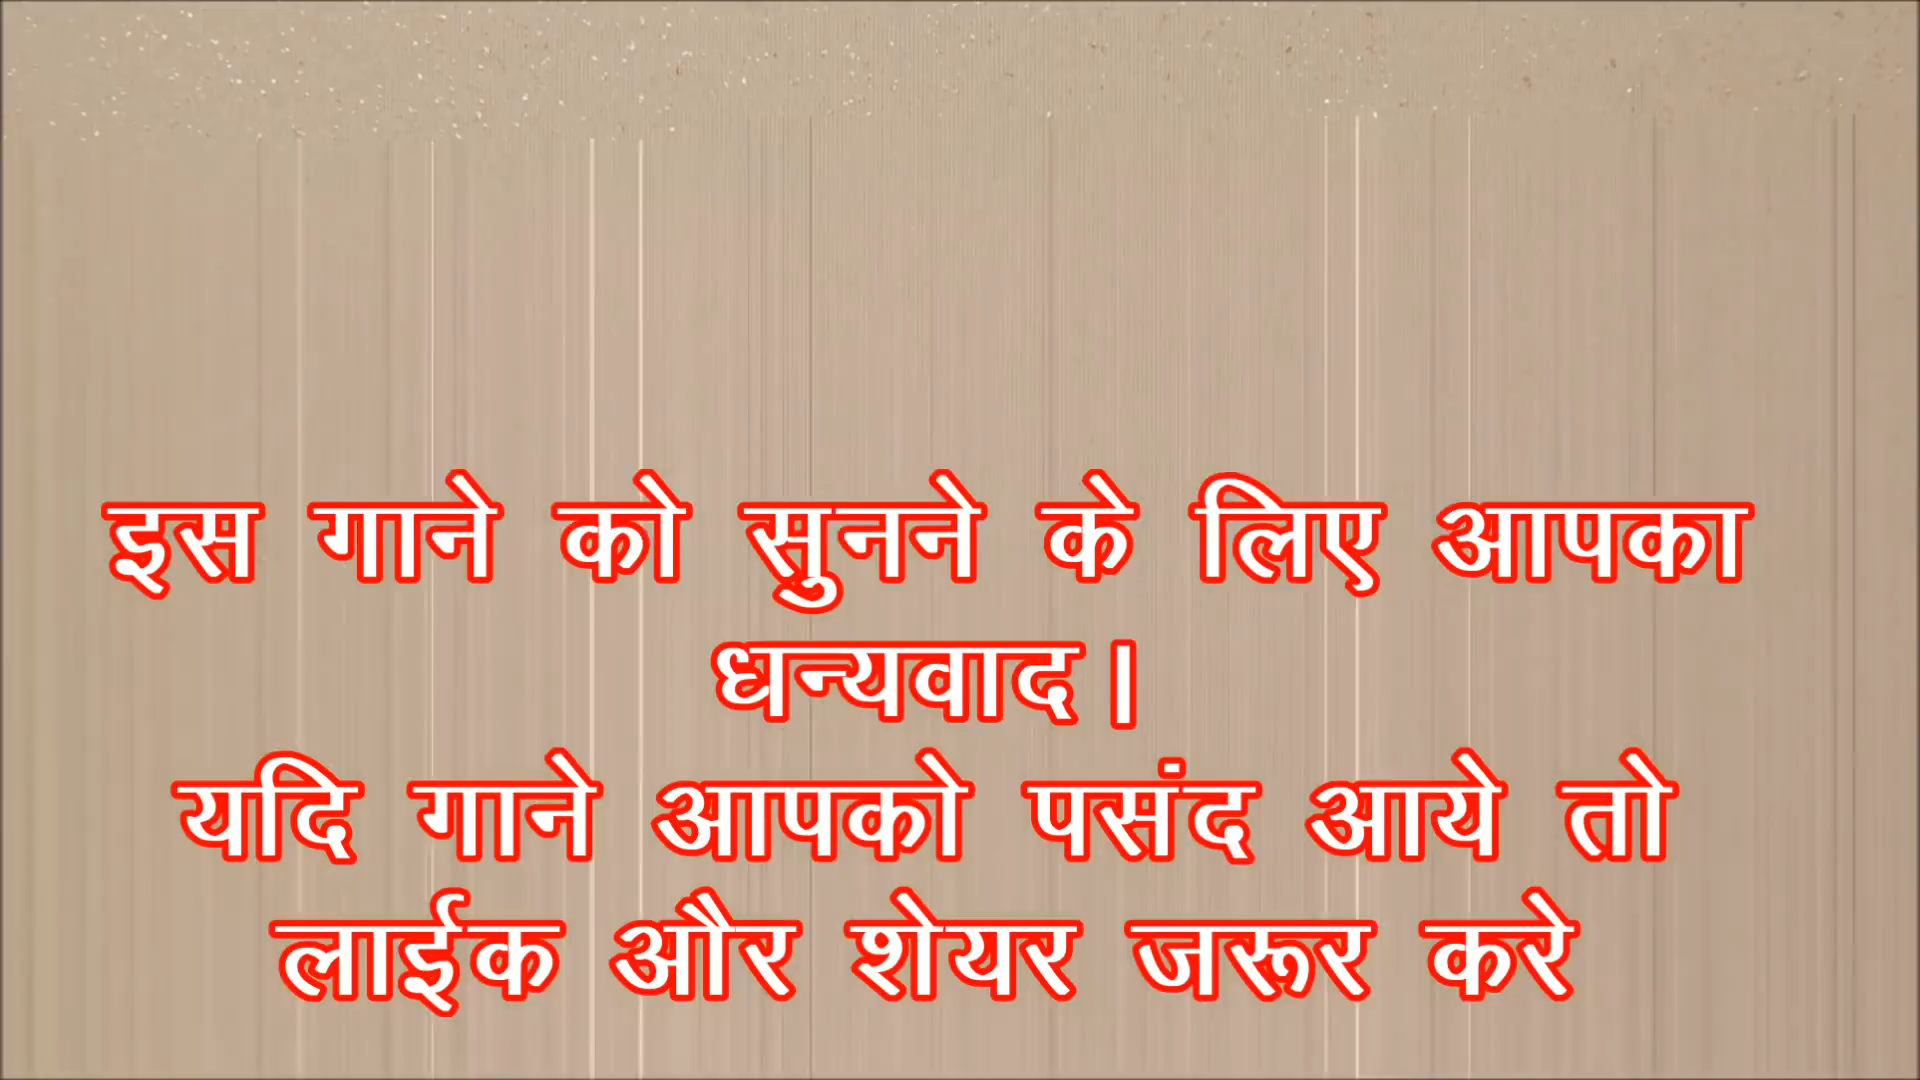 इस गाने को सुनने के लिए आपका
धन्यवाद।
यदि गाने आपको पसंद आये तो
लाईक और शेयर जरूर करे